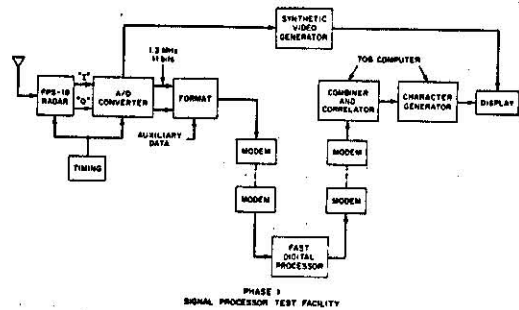 SYNTHETIC
VIDEO
GENERATOR
1.3 MHz
11 bits
TOS COMPUTER
FPS-18
RADAR
"I"
"Q"
A/D
CONVERTER
FORMAT
COMBINER
AND
CORRELATOR
CHARACTER
GENERATOR
DISPLAY
AUXILIARY
DATA
TIMING
MODEM
MODEM
MODEM
MODEM
FAST
DIGITAL
PROCESSOR
PHASE I
SIGNAL PROCESSOR TEST FACILITY